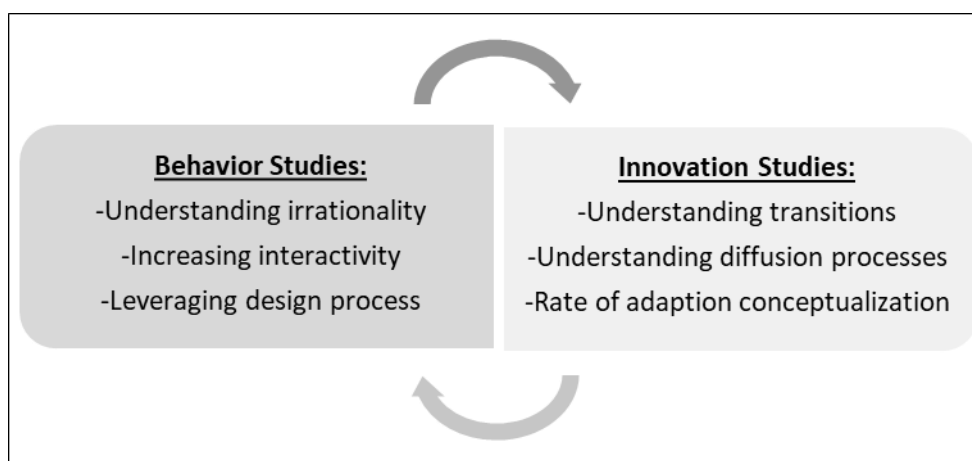 Behavior Studies:
-Understanding irrationality
-Increasing interactivity
-Leveraging design process
Innovation Studies:
-Understanding transitions
-Understanding diffusion processes
-Rate of adaption conceptualization